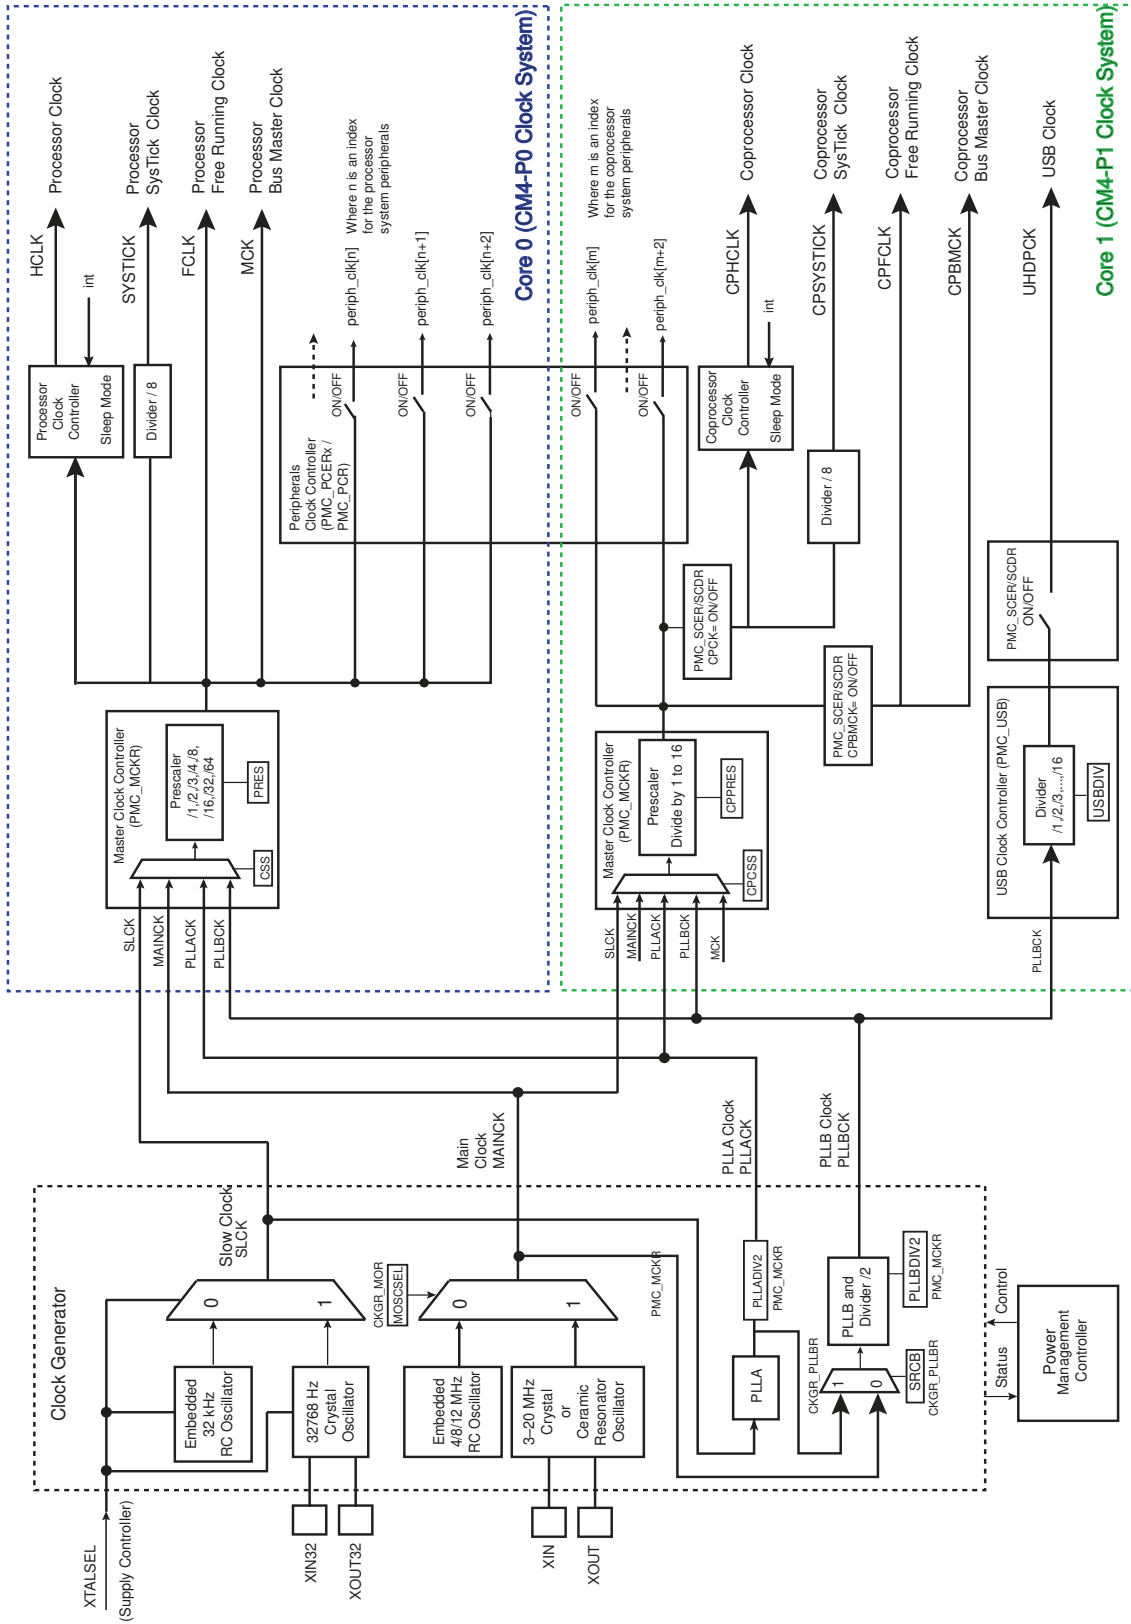 Clock Generator
XTALSEL
(Supply Controller)
Embedded
32 kHz
RC Oscillator
32768 Hz
Crystal
Oscillator
XIN32
XOUT32
0
1
Slow Clock
SLCK
CKGR_MOR
MOSCSEL
Embedded
4/8/12 MHz
RC Oscillator
3–20 MHz
Crystal
or
Ceramic
Resonator
Oscillator
XIN
XOUT
0
1
Main
Clock
MAINCK
PMC_MCKR
PLLA
PLLADIV2
PMC_MCKR
PLLA Clock
PLLACK
CKGR_PLLBR
1
0
SRCB
CKGR_PLLBR
PLLB and
Divider /2
PLLBDIV2
PMC_MCKR
PLLB Clock
PLLBCK
Status
Control
Power
Management
Controller
SLCK
MAINCK
PLLACK
PLLBCK
Master Clock Controller
(PMC_MCKR)
Prescaler
/1,/2,/3,/4,/8,
/16,/32,/64
CSS
PRES
Processor
Clock
Controller
Sleep Mode
int
HCLK
Processor Clock
Divider / 8
SYSTICK
Processor
SysTick Clock
FCLK
Processor
Free Running Clock
MCK
Processor
Bus Master Clock
Peripherals
Clock Controller
(PMC_PCERx /
PMC_PCR)
ON/OFF
periph_clk[n]
Where n is an index
for the processor
system peripherals
ON/OFF
periph_clk[n+1]
ON/OFF
periph_clk[n+2]
Core 0 (CM4-P0 Clock System)
SLCK
MAINCK
PLLACK
PLLBCK
MCK
Master Clock Controller
(PMC_MCKR)
Prescaler
Divide by 1 to 16
CPCSS
CPPRES
ON/OFF
periph_clk[m]
Where m is an index
for the coprocessor
system peripherals
ON/OFF
periph_clk[m+2]
PMC_SCER/SCDR
CPCK= ON/OFF
Coprocessor
Clock
Controller
Sleep Mode
int
CPHCLK
Coprocessor Clock
Divider / 8
CPSYSTICK
Coprocessor
SysTick Clock
PMC_SCER/SCDR
CPBMCK= ON/OFF
CPFCLK
Coprocessor
Free Running Clock
CPBMCK
Coprocessor
Bus Master Clock
PLLBCK
USB Clock Controller (PMC_USB)
Divider
/1,/2,/3,...,/16
USBDIV
PMC_SCER/SCDR
ON/OFF
UHDPCK
USB Clock
Core 1 (CM4-P1 Clock System)